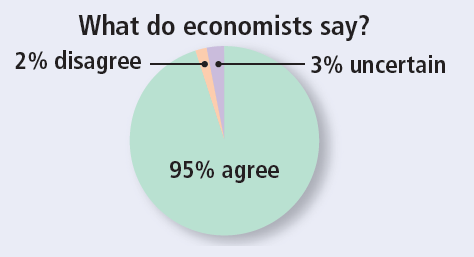 What do economists say?
2% disagree
3% uncertain
95% agree